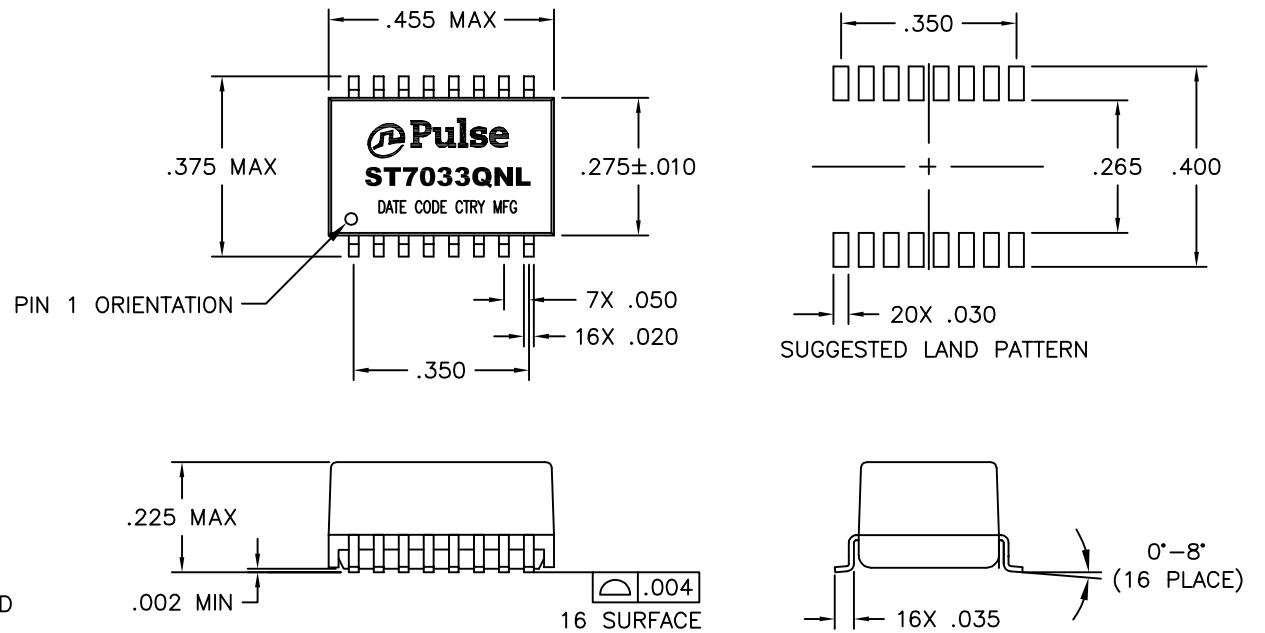 .455 MAX
.350
.375 MAX
Pulse
ST7033QNL
DATE CODE CTRY MFG
.275±.010
.265
.400
PIN 1 ORIENTATION
7X .050
16X .020
.350
20X .030
SUGGESTED LAND PATTERN
.225 MAX
.002 MIN
D
.004
16 SURFACE
0°-8°
(16 PLACE)
16X .035